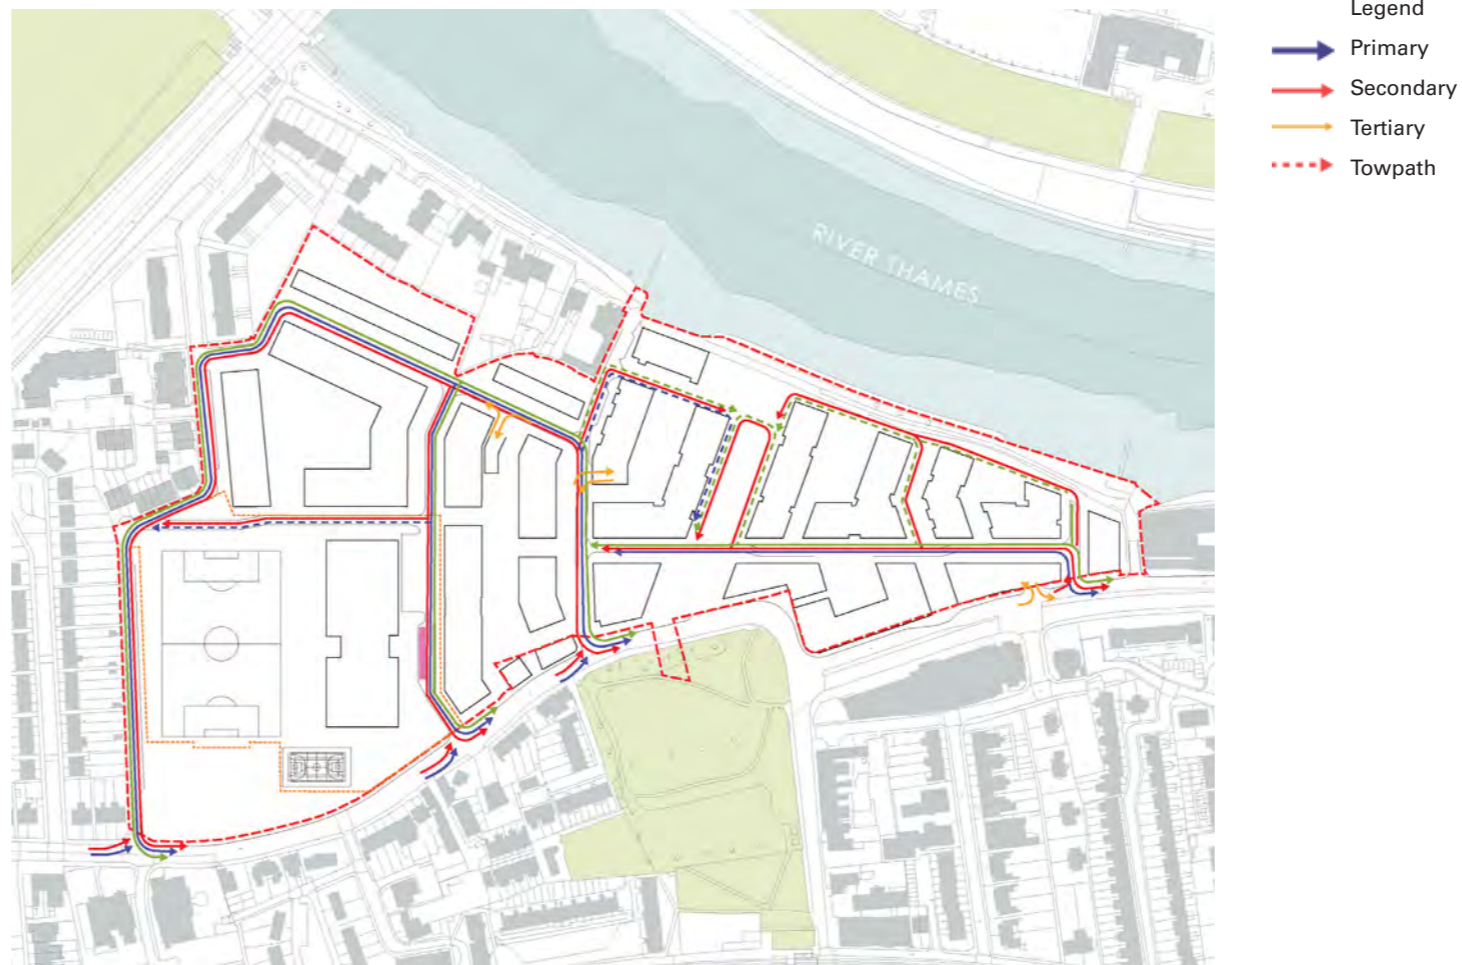 Legend
Primary
Secondary
Tertiary
Towpath
RIVER THAMES